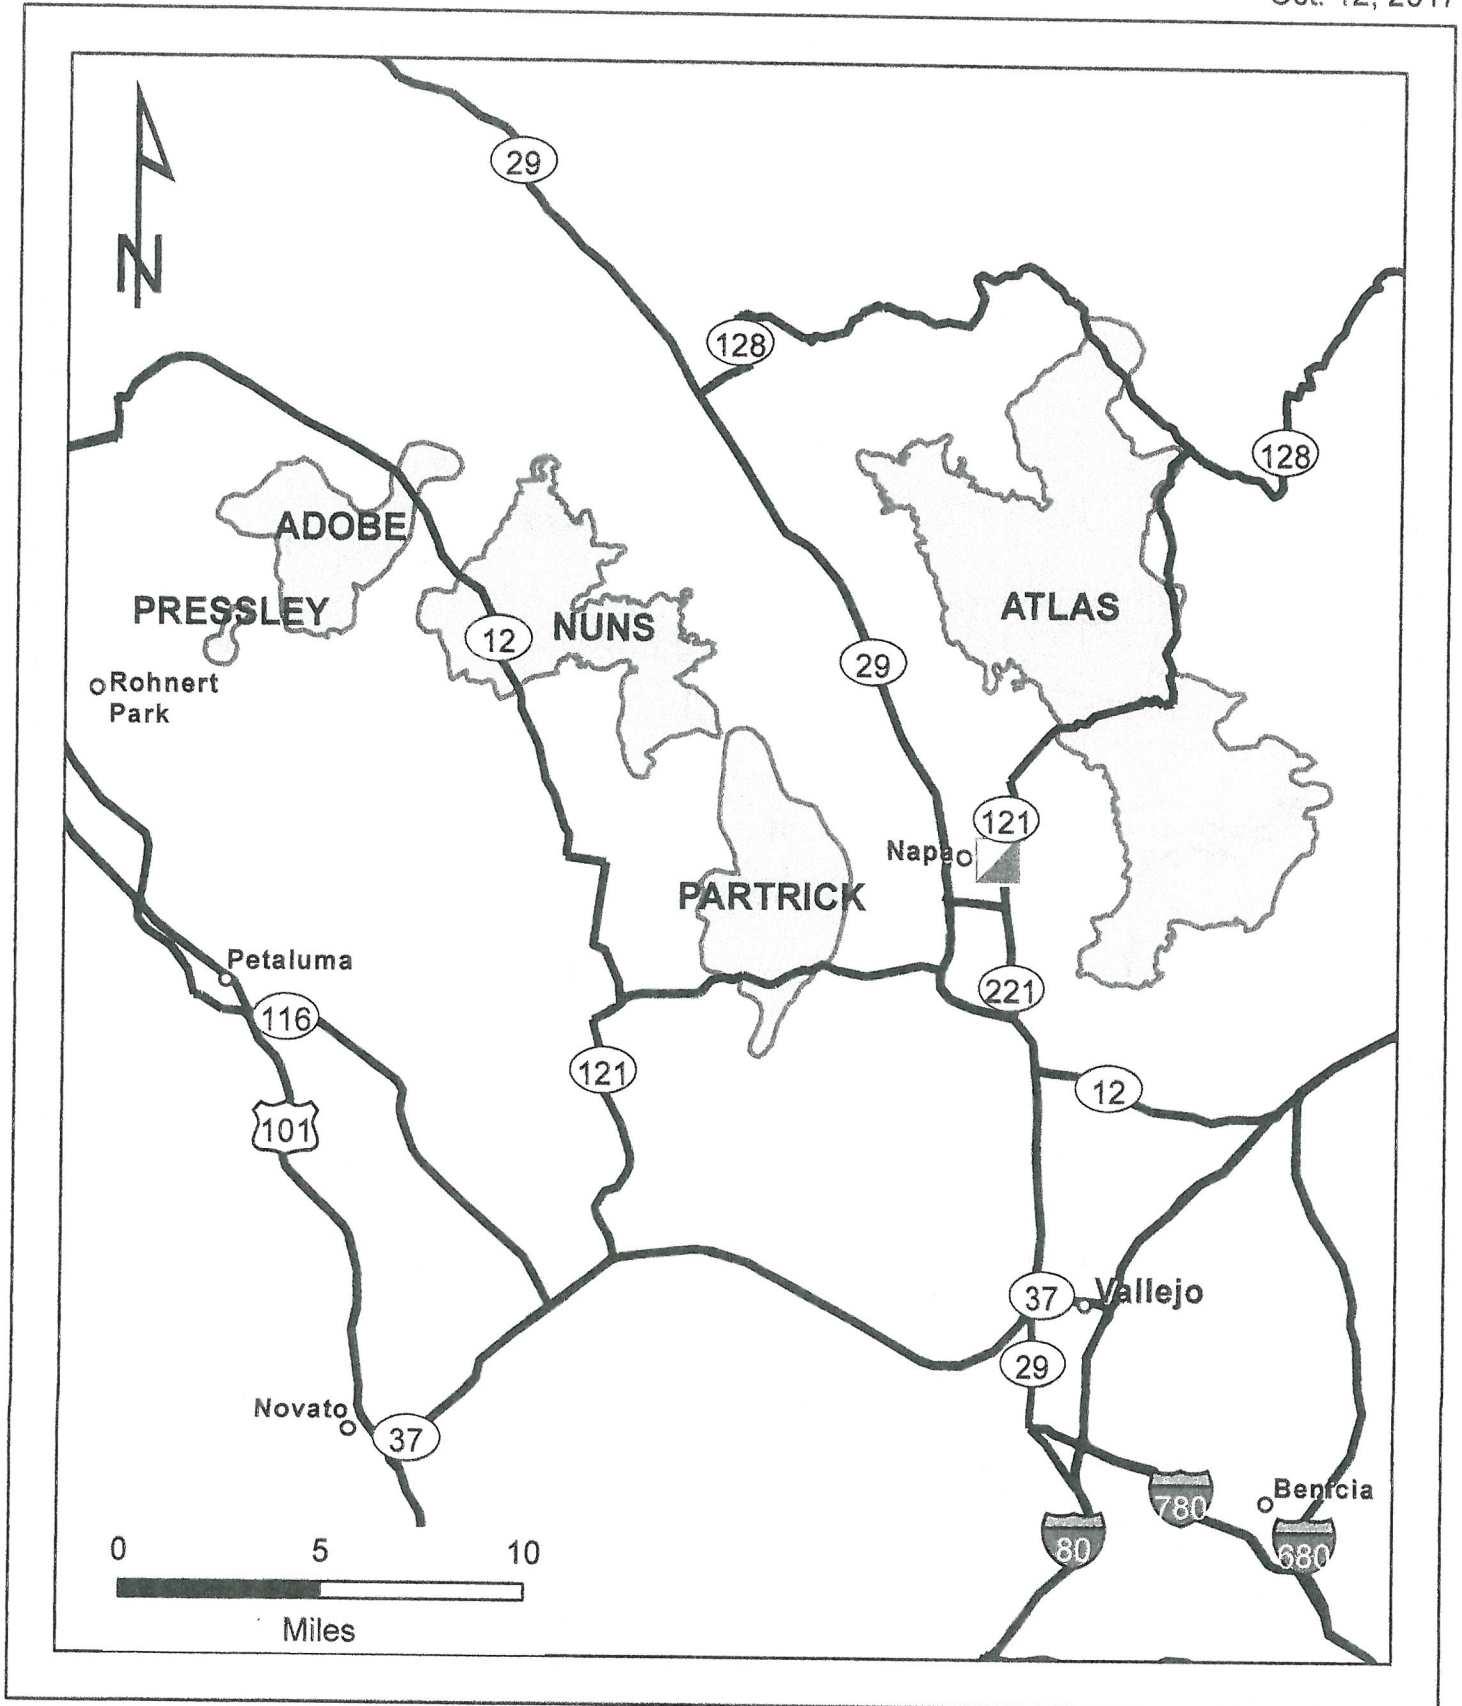 N
29
128
128
ADOBE
PRESSLEY
12
NUNS
ATLAS
29
Rohnert
Park
121
Napa
PARTRICK
Petaluma
221
116
121
12
101
37
Vallejo
29
Novato
37
780
Benicia
80
680
0 5 10
Miles